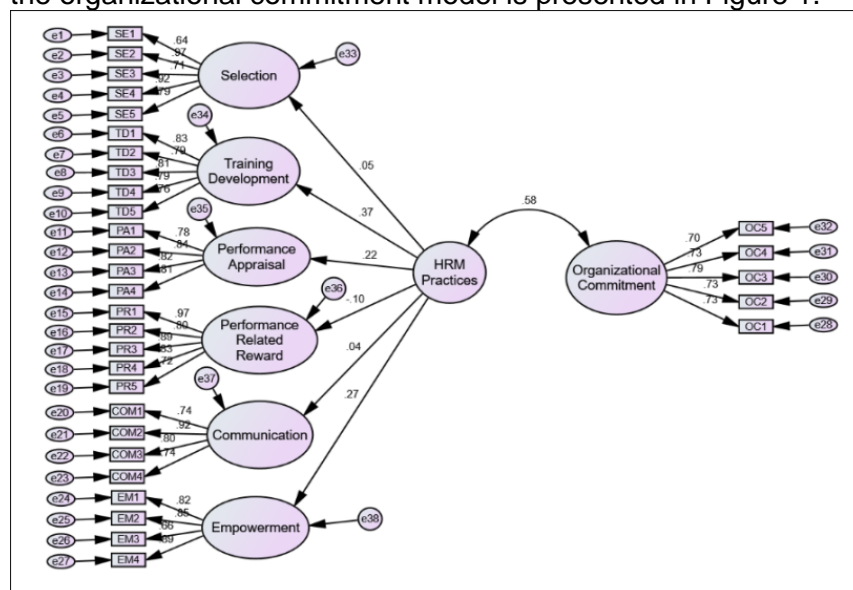 the organizational commitment model is presented in Figure 1.
e1 SE1 .64
e2 SE2 .97
e3 SE3 .71
e4 SE4 .92
e5 SE5 .79
Selection
e33
e34
e6 TD1 .83
e7 TD2 .79
e8 TD3 .81
e9 TD4 .79
e10 TD5 .76
Training
Development
e35
e11 PA1 .78
e12 PA2 .84
e13 PA3 .82
e14 PA4 .81
Performance
Appraisal
e36
e15 PR1 .97
e16 PR2 .80
e17 PR3 .89
e18 PR4 .83
e19 PR5 .72
Performance
Related
Reward
e37
e20 COM1 .74
e21 COM2 .92
e22 COM3 .80
e23 COM4 .74
Communication
e24 EM1 .82
e25 EM2 .85
e26 EM3 .66
e27 EM4
Empowerment
e38
.05
.37
.22
-.10
.04
.27
HRM
Practices
.58
Organizational
Commitment
.70 OC5 e32
.73 OC4 e31
.79 OC3 e30
.73 OC2 e29
.73 OC1 e28